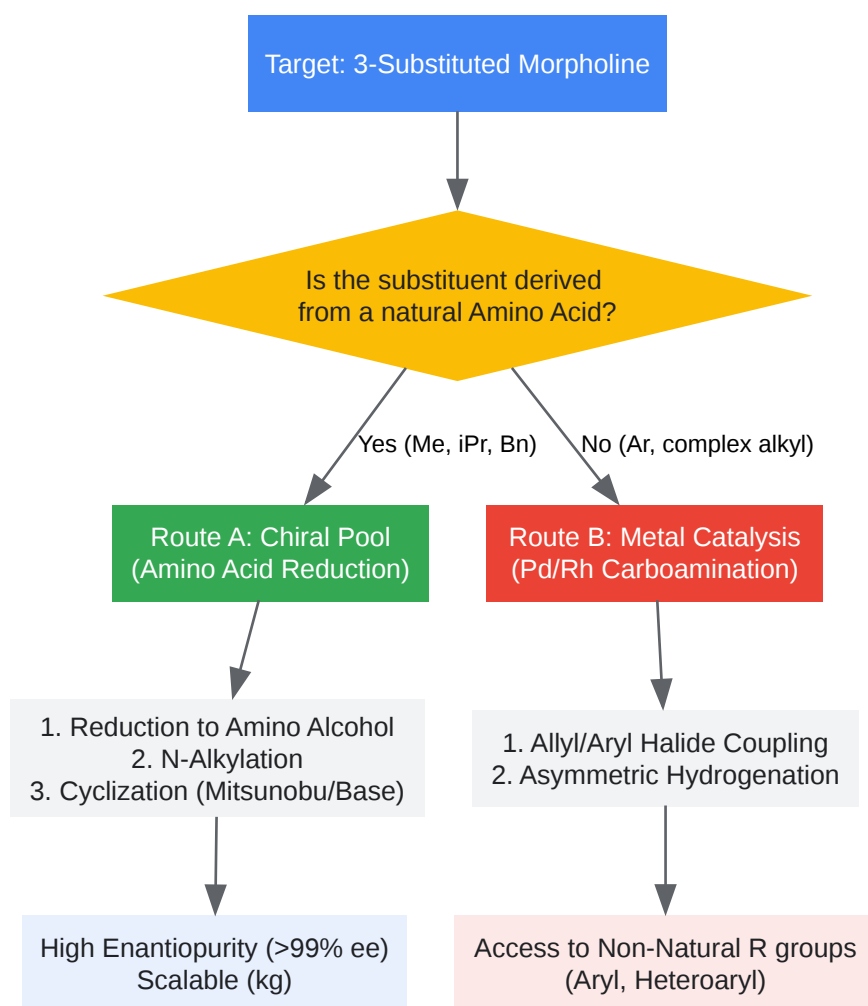 Target: 3-Substituted Morpholine
Is the substituent derived
from a natural Amino Acid?
Yes (Me, iPr, Bn)
No (Ar, complex alkyl)
Route A: Chiral Pool
(Amino Acid Reduction)
Route B: Metal Catalysis
(Pd/Rh Carboamination)
1. Reduction to Amino Alcohol
2. N-Alkylation
3. Cyclization (Mitsunobu/Base)
1. Allyl/Aryl Halide Coupling
2. Asymmetric Hydrogenation
High Enantiopurity (>99% ee)
Scalable (kg)
Access to Non-Natural R groups
(Aryl, Heteroaryl)